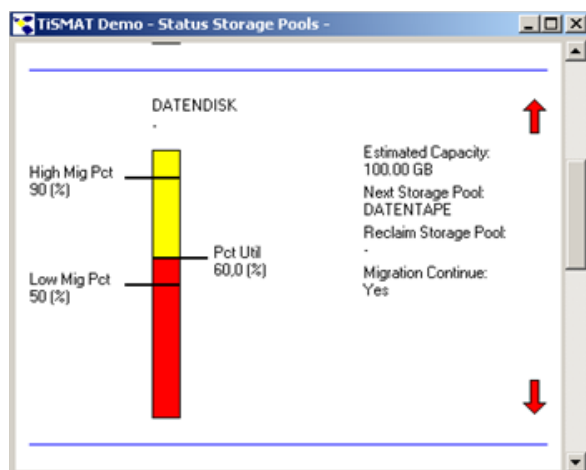 TiSMAT Demo - Status Storage Pools -
DATENDISK
-
High Mig Pct
90 (%)
Pct Util
60,0 (%)
Low Mig Pct
50 (%)
Estimated Capacity:
100.00 GB
Next Storage Pool:
DATENTAPE
Reclaim Storage Pool:
-
Migration Continue:
Yes